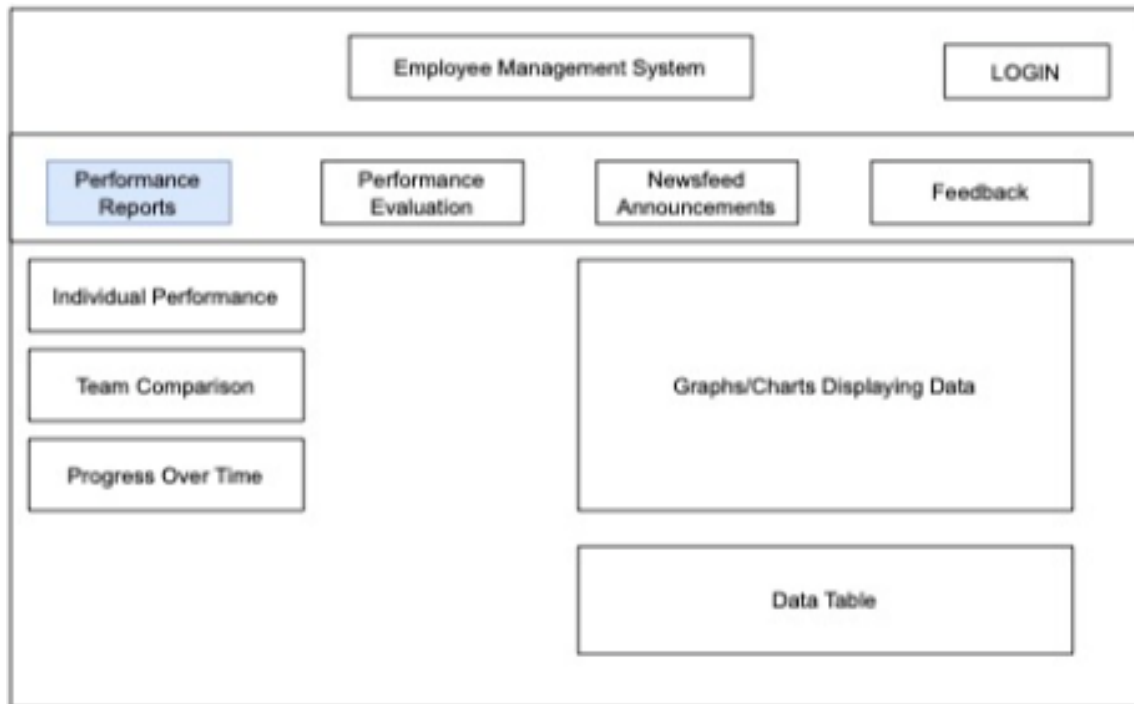 Employee Management System
LOGIN
Performance
Reports
Performance
Evaluation
Newsfeed
Announcements
Feedback
Individual Performance
Team Comparison
Progress Over Time
Graphs/Charts Displaying Data
Data Table